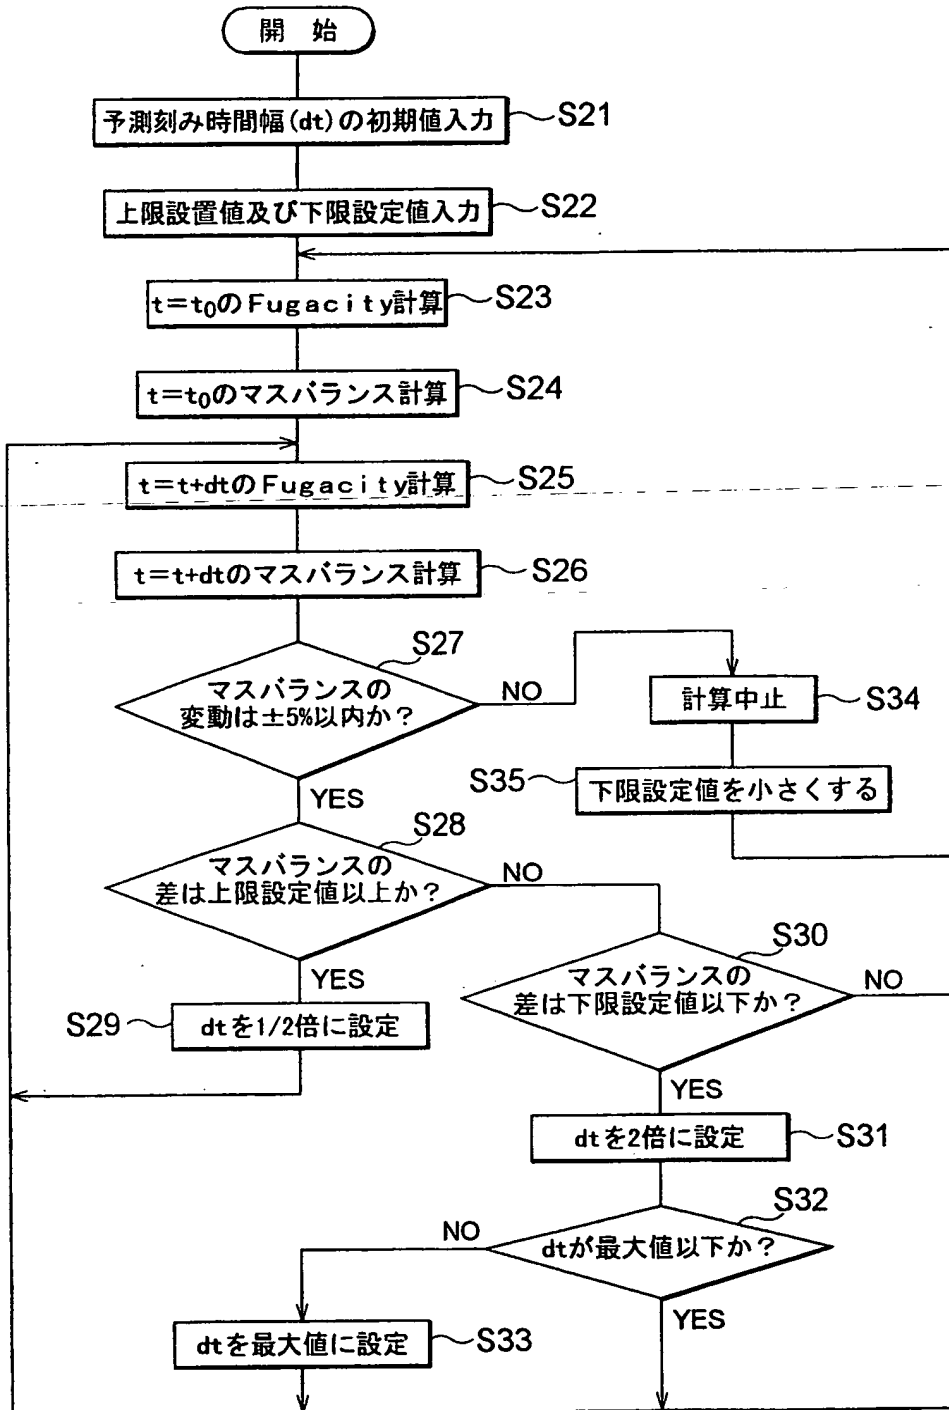 開 始
予測刻み時間幅(dt)の初期値入力
S21
上限設置値及び下限設定値入力
S22
t=t0のFugacity計算
S23
t=t0のマスバランス計算
S24
t=t+dtのFugacity計算
S25
t=t+dtのマスバランス計算
S26
S27
マスバランスの
変動は±5%以内か?
NO
計算中止
S34
S35
下限設定値を小さくする
YES
S28
マスバランスの
差は上限設定値以上か?
NO
S30
マスバランスの
差は下限設定値以下か?
NO
YES
S29
dtを1/2倍に設定
YES
dtを2倍に設定
S31
S32
dtが最大値以下か?
NO
YES
dtを最大値に設定
S33